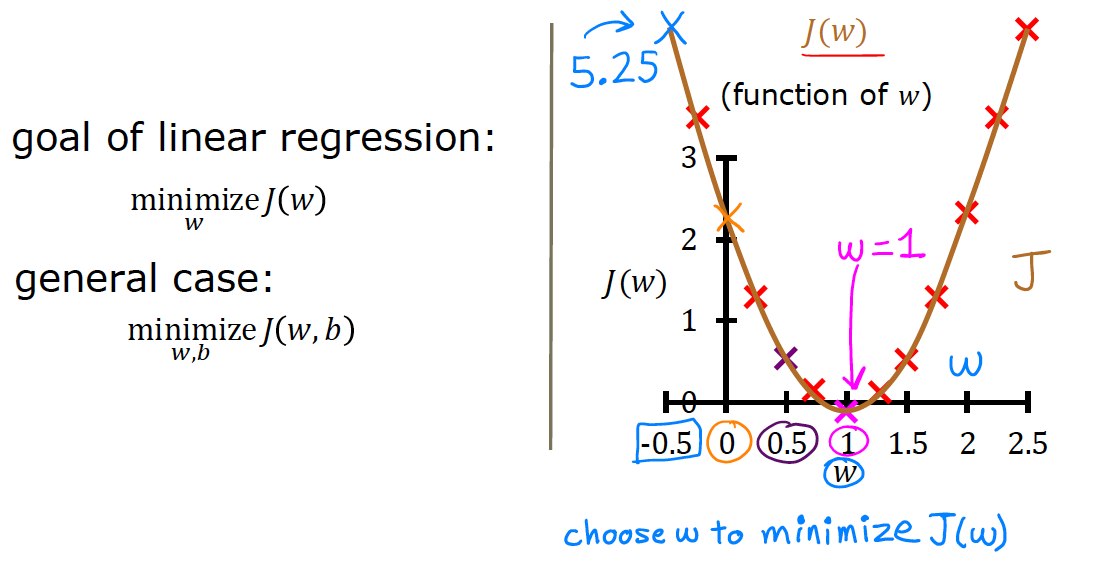 goal of linear regression:
minimize J(w)
w
general case:
minimize J(w, b)
w,b
5.25
J(w)
(function of w)
3
2
w=1
J(w)
J
1
w
0
-0.5 0 0.5 1 1.5 2 2.5
w
choose w to minimize J(w)